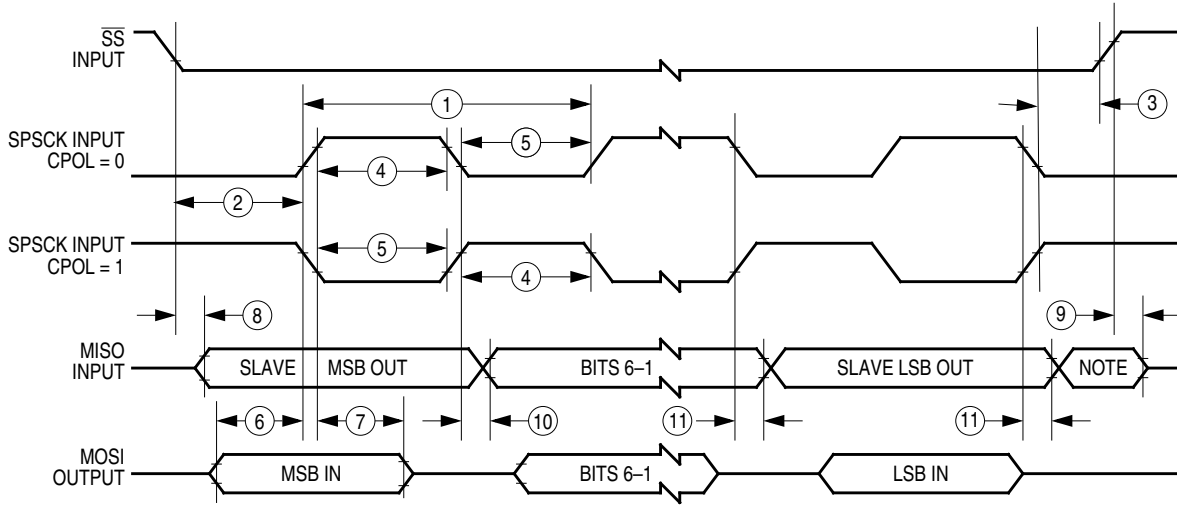 SS
INPUT
1
3
SPSCK INPUT
CPOL = 0
5
4
2
SPSCK INPUT
CPOL = 1
5
4
8
9
MISO
INPUT
SLAVE MSB OUT
BITS 6–1
SLAVE LSB OUT
NOTE
6
7
10
11
11
MOSI
OUTPUT
MSB IN
BITS 6–1
LSB IN